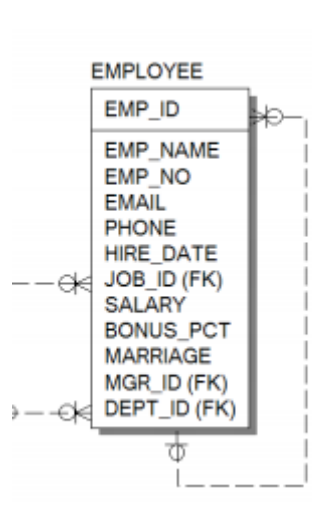 EMPLOYEE
EMP_ID
EMP_NAME
EMP_NO
EMAIL
PHONE
HIRE_DATE
JOB_ID (FK)
SALARY
BONUS_PCT
MARRIAGE
MGR_ID (FK)
DEPT_ID (FK)